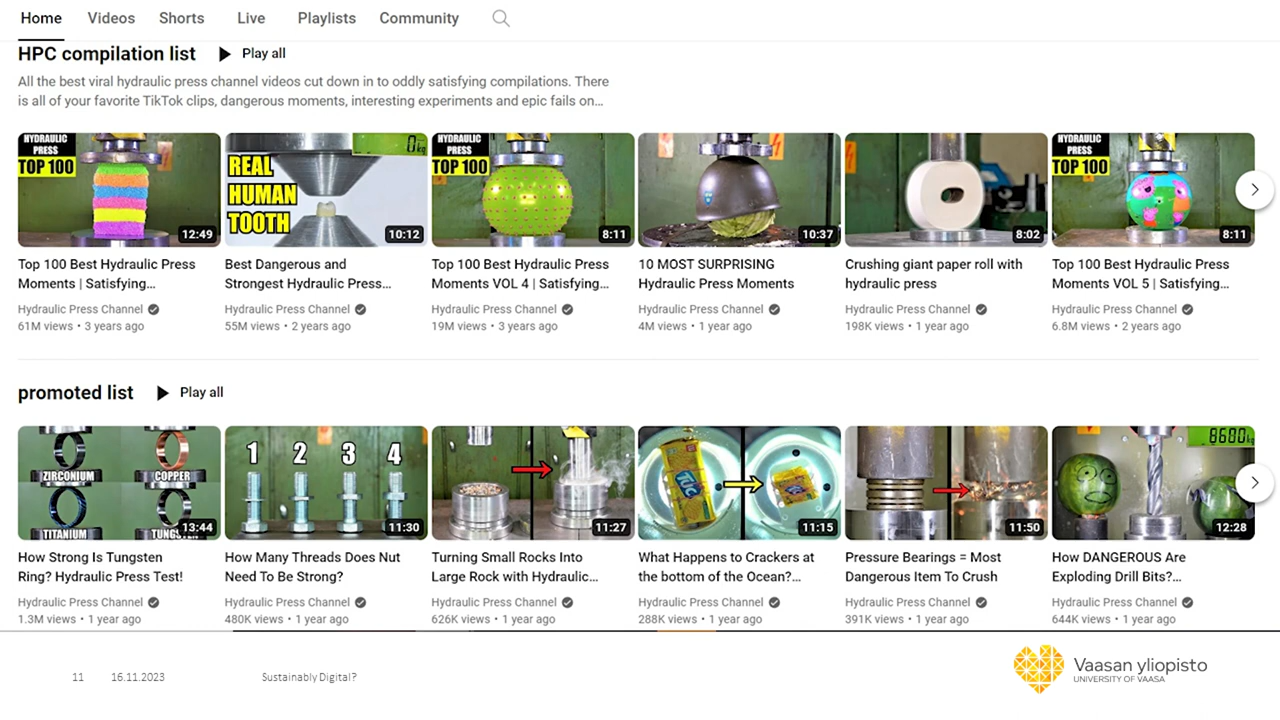 Home Videos Shorts Live Playlists Community
HPC compilation list Play all
All the best viral hydraulic press channel videos cut down in to oddly satisfying compilations. There
is all of your favorite TikTok clips, dangerous moments, interesting experiments and epic fails on…
HYDRAULIC
PRESS
TOP 100
12:49
0kg
REAL
HUMAN
TOOTH
10:12
HYDRAULIC
PRESS
TOP 100
8:11
10:37
8:02
HYDRAULIC
PRESS
TOP 100
8:11
Top 100 Best Hydraulic Press
Moments | Satisfying…
Hydraulic Press Channel
61M views • 3 years ago
Best Dangerous and
Strongest Hydraulic Press…
Hydraulic Press Channel
55M views • 2 years ago
Top 100 Best Hydraulic Press
Moments VOL 4 | Satisfying…
Hydraulic Press Channel
19M views • 3 years ago
10 MOST SURPRISING
Hydraulic Press Moments
Hydraulic Press Channel
4M views • 1 year ago
Crushing giant paper roll with
hydraulic press
Hydraulic Press Channel
198K views • 1 year ago
Top 100 Best Hydraulic Press
Moments VOL 5 | Satisfying…
Hydraulic Press Channel
6.8M views • 2 years ago
promoted list Play all
ZIRCONIUM COPPER
TITANIUM TUNGSTEN
13:44
1 2 3 4
11:30
11:27
TUC
11:15
11:50
8680kg
12:28
How Strong Is Tungsten
Ring? Hydraulic Press Test!
Hydraulic Press Channel
1.3M views • 1 year ago
How Many Threads Does Nut
Need To Be Strong?
Hydraulic Press Channel
480K views • 1 year ago
Turning Small Rocks Into
Large Rock with Hydraulic…
Hydraulic Press Channel
626K views • 1 year ago
What Happens to Crackers at
the bottom of the Ocean?…
Hydraulic Press Channel
288K views • 1 year ago
Pressure Bearings = Most
Dangerous Item To Crush
Hydraulic Press Channel
391K views • 1 year ago
How DANGEROUS Are
Exploding Drill Bits?…
Hydraulic Press Channel
644K views • 1 year ago
11 16.11.2023 Sustainably Digital?
Vaasan yliopisto
UNIVERSITY OF VAASA